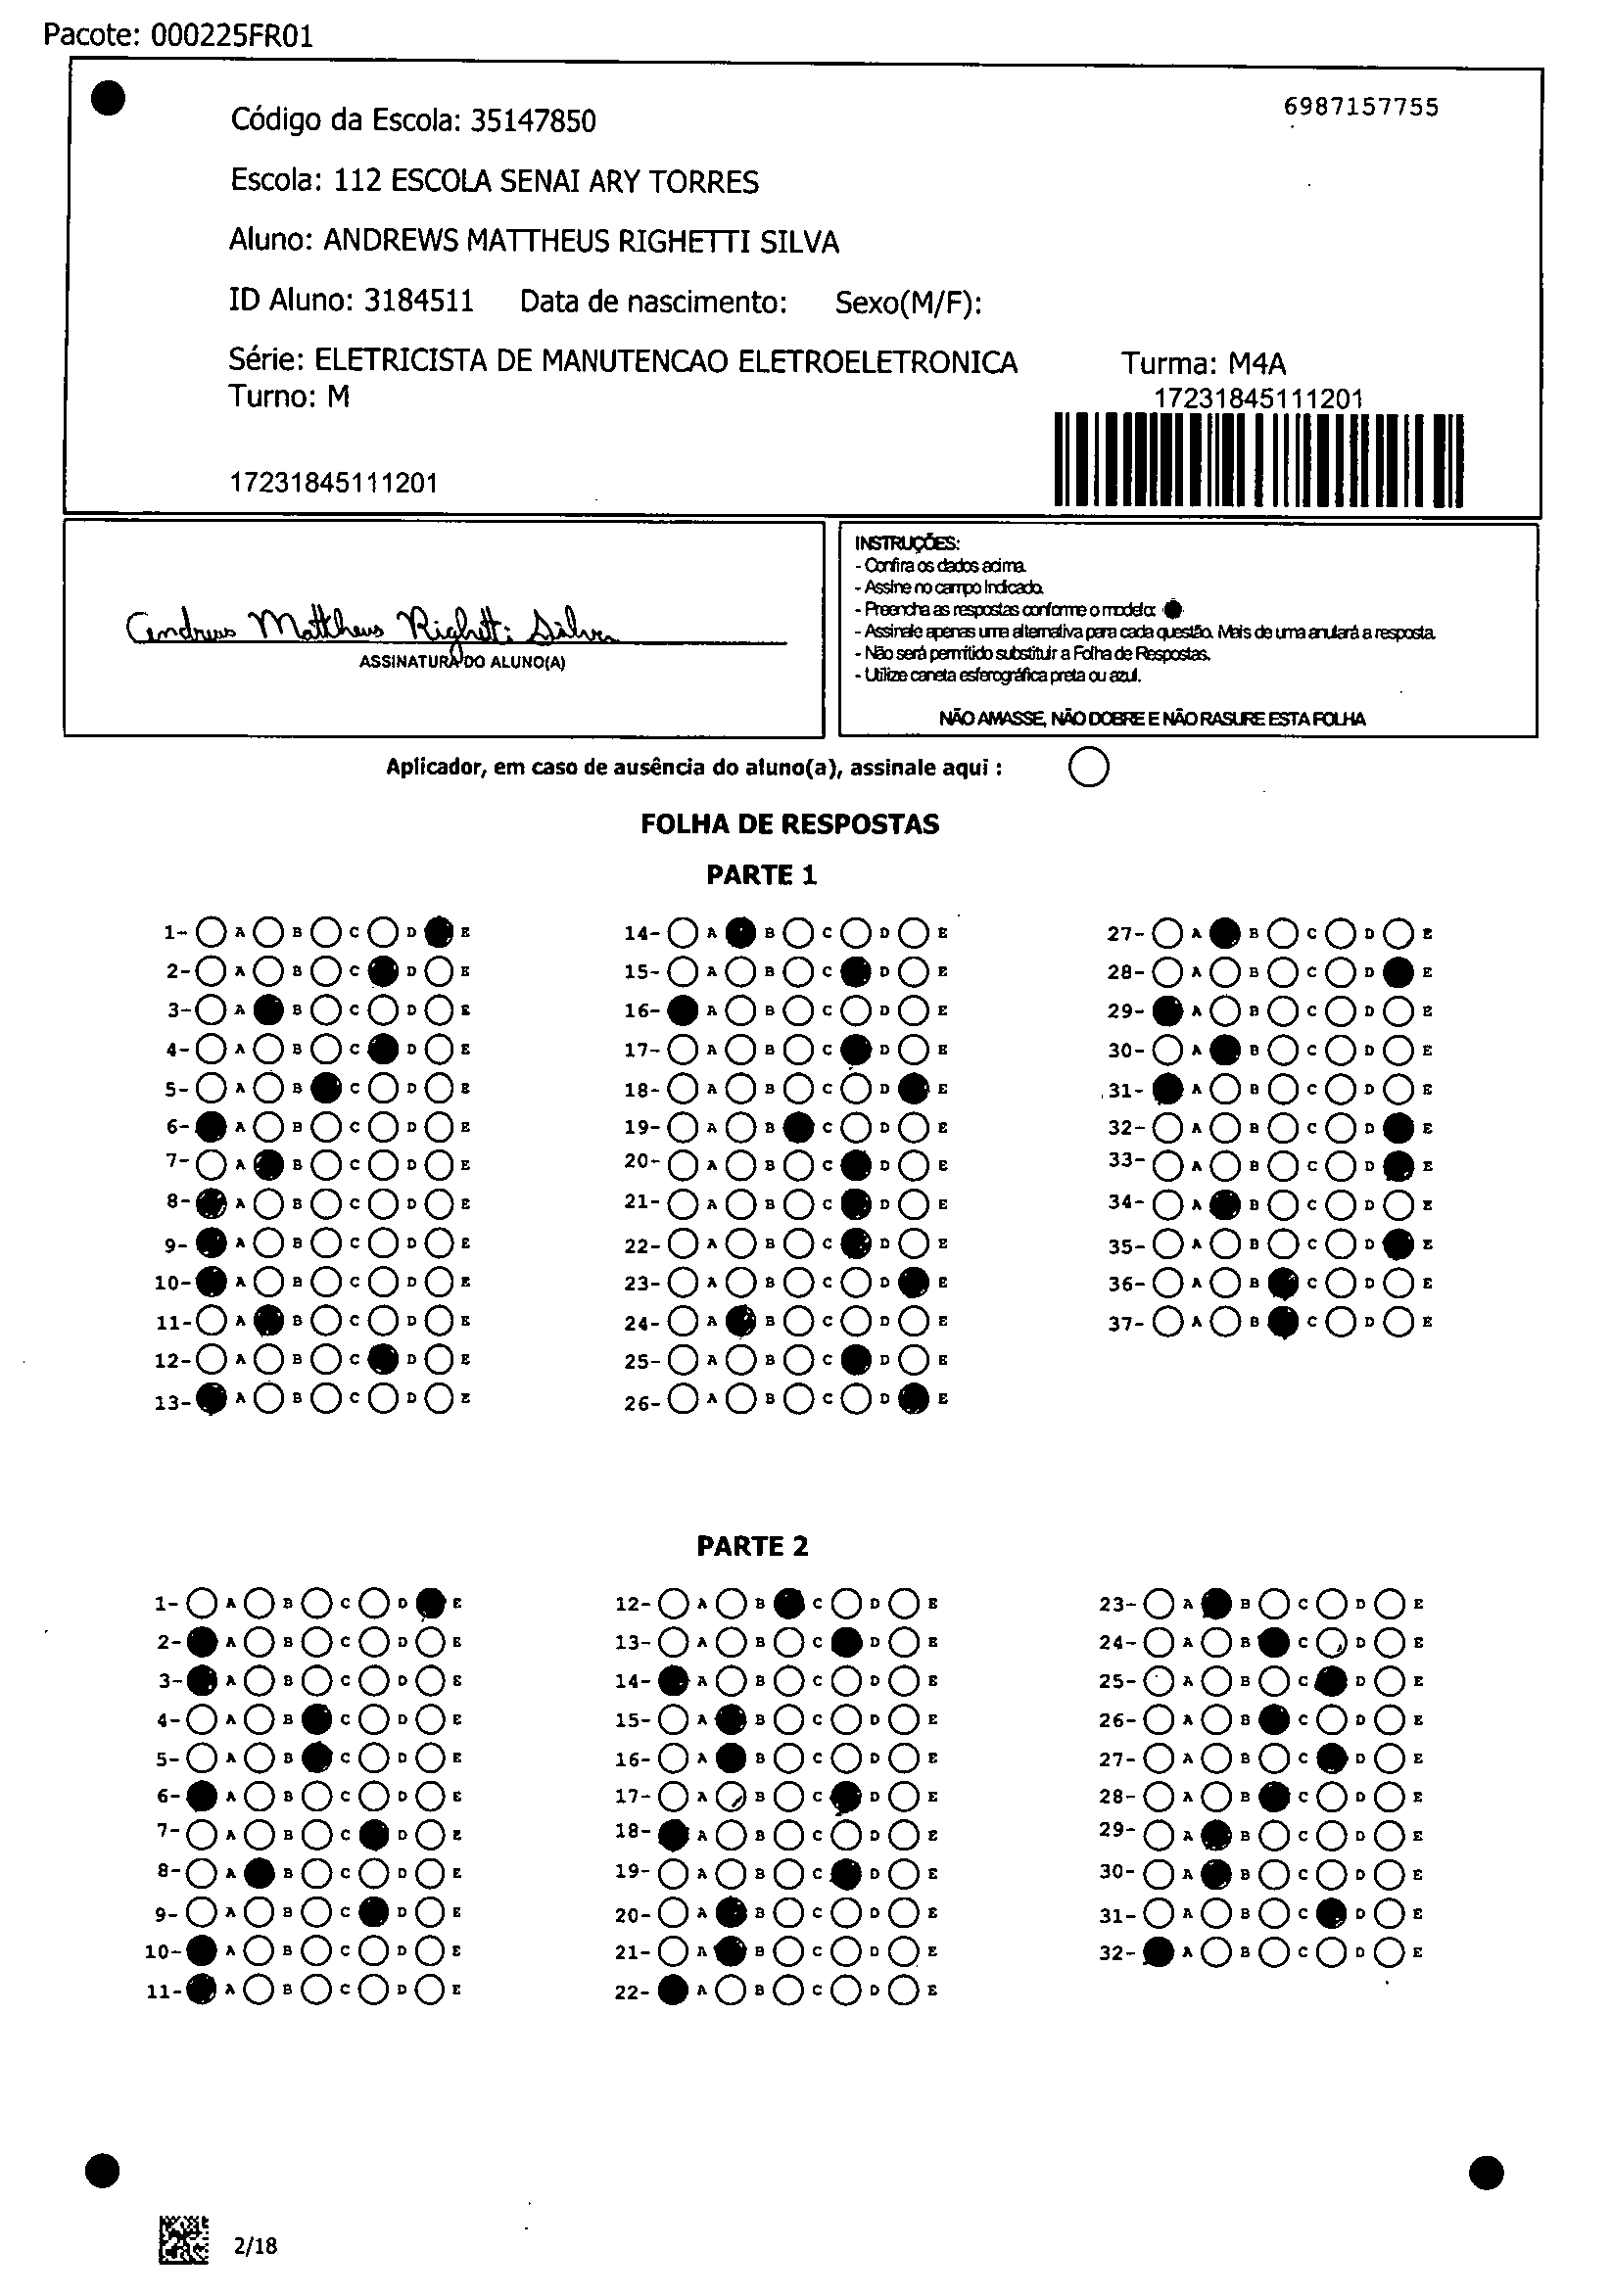 Pacote: 000225FR01
6987157755
Código da Escola: 35147850
Escola: 112 ESCOLA SENAI ARY TORRES
Aluno: ANDREWS MATTHEUS RIGHETTI SILVA
ID Aluno: 3184511 Data de nascimento: Sexo(M/F):
Série: ELETRICISTA DE MANUTENCAO ELETROELETRONICA Turma: M4A
Turno: M
17231845111201
17231845111201
Andrews Mattheus Righetti Silva
ASSINATURA DO ALUNO(A)
INSTRUÇÕES:
- Confira os dados acima.
- Assine no campo indicado.
- Preencha as respostas conforme o modelo:
- Assinale apenas uma alternativa para cada questão. Mais de uma anulará a resposta.
- Não será permitido substituir a Folha de Respostas.
- Utilize caneta esferográfica preta ou azul.
NÃO AMASSE, NÃO DOBRE E NÃO RASURE ESTA FOLHA
Aplicador, em caso de ausência do aluno(a), assinale aqui :
FOLHA DE RESPOSTAS
PARTE 1
1- A B C D E 14- A B C D E 27- A B C D E
2- A B C D E 15- A B C D E 28- A B C D E
3- A B C D E 16- A B C D E 29- A B C D E
4- A B C D E 17- A B C D E 30- A B C D E
5- A B C D E 18- A B C D E 31- A B C D E
6- A B C D E 19- A B C D E 32- A B C D E
7- A B C D E 20- A B C D E 33- A B C D E
8- A B C D E 21- A B C D E 34- A B C D E
9- A B C D E 22- A B C D E 35- A B C D E
10- A B C D E 23- A B C D E 36- A B C D E
11- A B C D E 24- A B C D E 37- A B C D E
12- A B C D E 25- A B C D E
13- A B C D E 26- A B C D E
PARTE 2
1- A B C D E 12- A B C D E 23- A B C D E
2- A B C D E 13- A B C D E 24- A B C D E
3- A B C D E 14- A B C D E 25- A B C D E
4- A B C D E 15- A B C D E 26- A B C D E
5- A B C D E 16- A B C D E 27- A B C D E
6- A B C D E 17- A B C D E 28- A B C D E
7- A B C D E 18- A B C D E 29- A B C D E
8- A B C D E 19- A B C D E 30- A B C D E
9- A B C D E 20- A B C D E 31- A B C D E
10- A B C D E 21- A B C D E 32- A B C D E
11- A B C D E 22- A B C D E
2/18